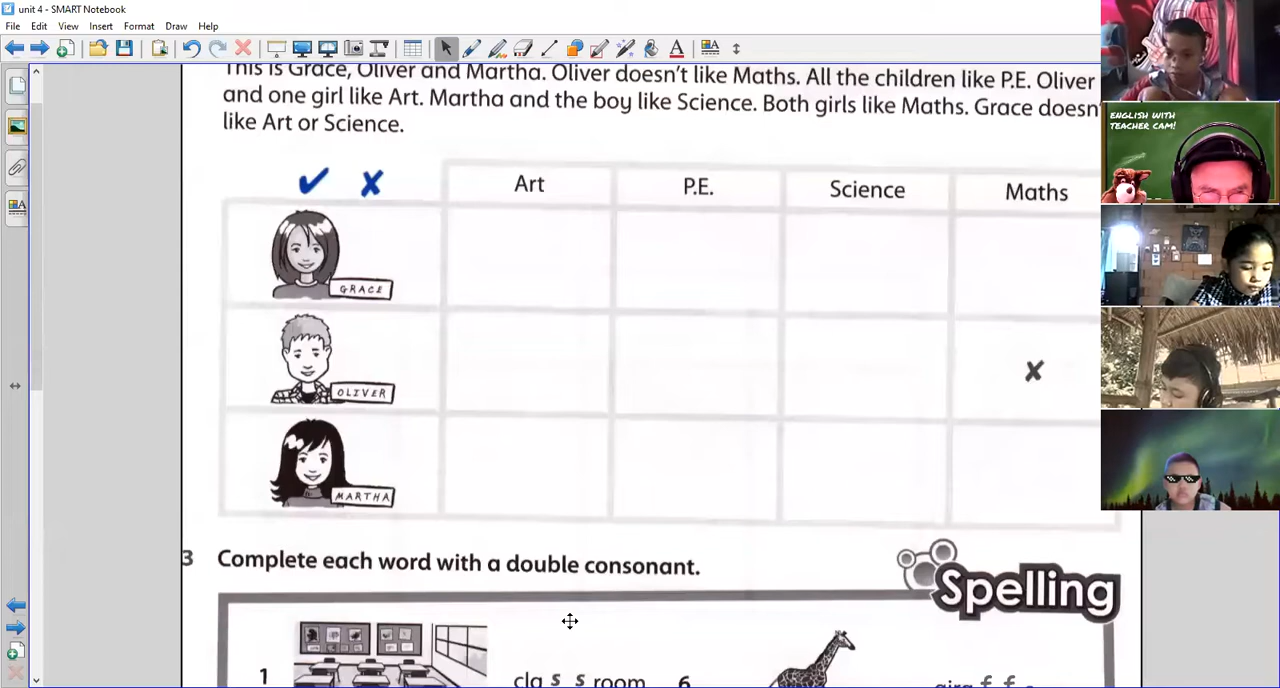 unit 4 - SMART Notebook
File Edit View Insert Format Draw Help
This is Grace, Oliver and Martha. Oliver doesn't like Maths. All the children like P.E. Oliver
and one girl like Art. Martha and the boy like Science. Both girls like Maths. Grace doesn'
like Art or Science.
✔ ✘ Art P.E. Science Maths
GRACE
OLIVER ✘
MARTHA
3 Complete each word with a double consonant.
Spelling
1 cla s s room 6 gira f f
ENGLISH WITH
TEACHER CAM!